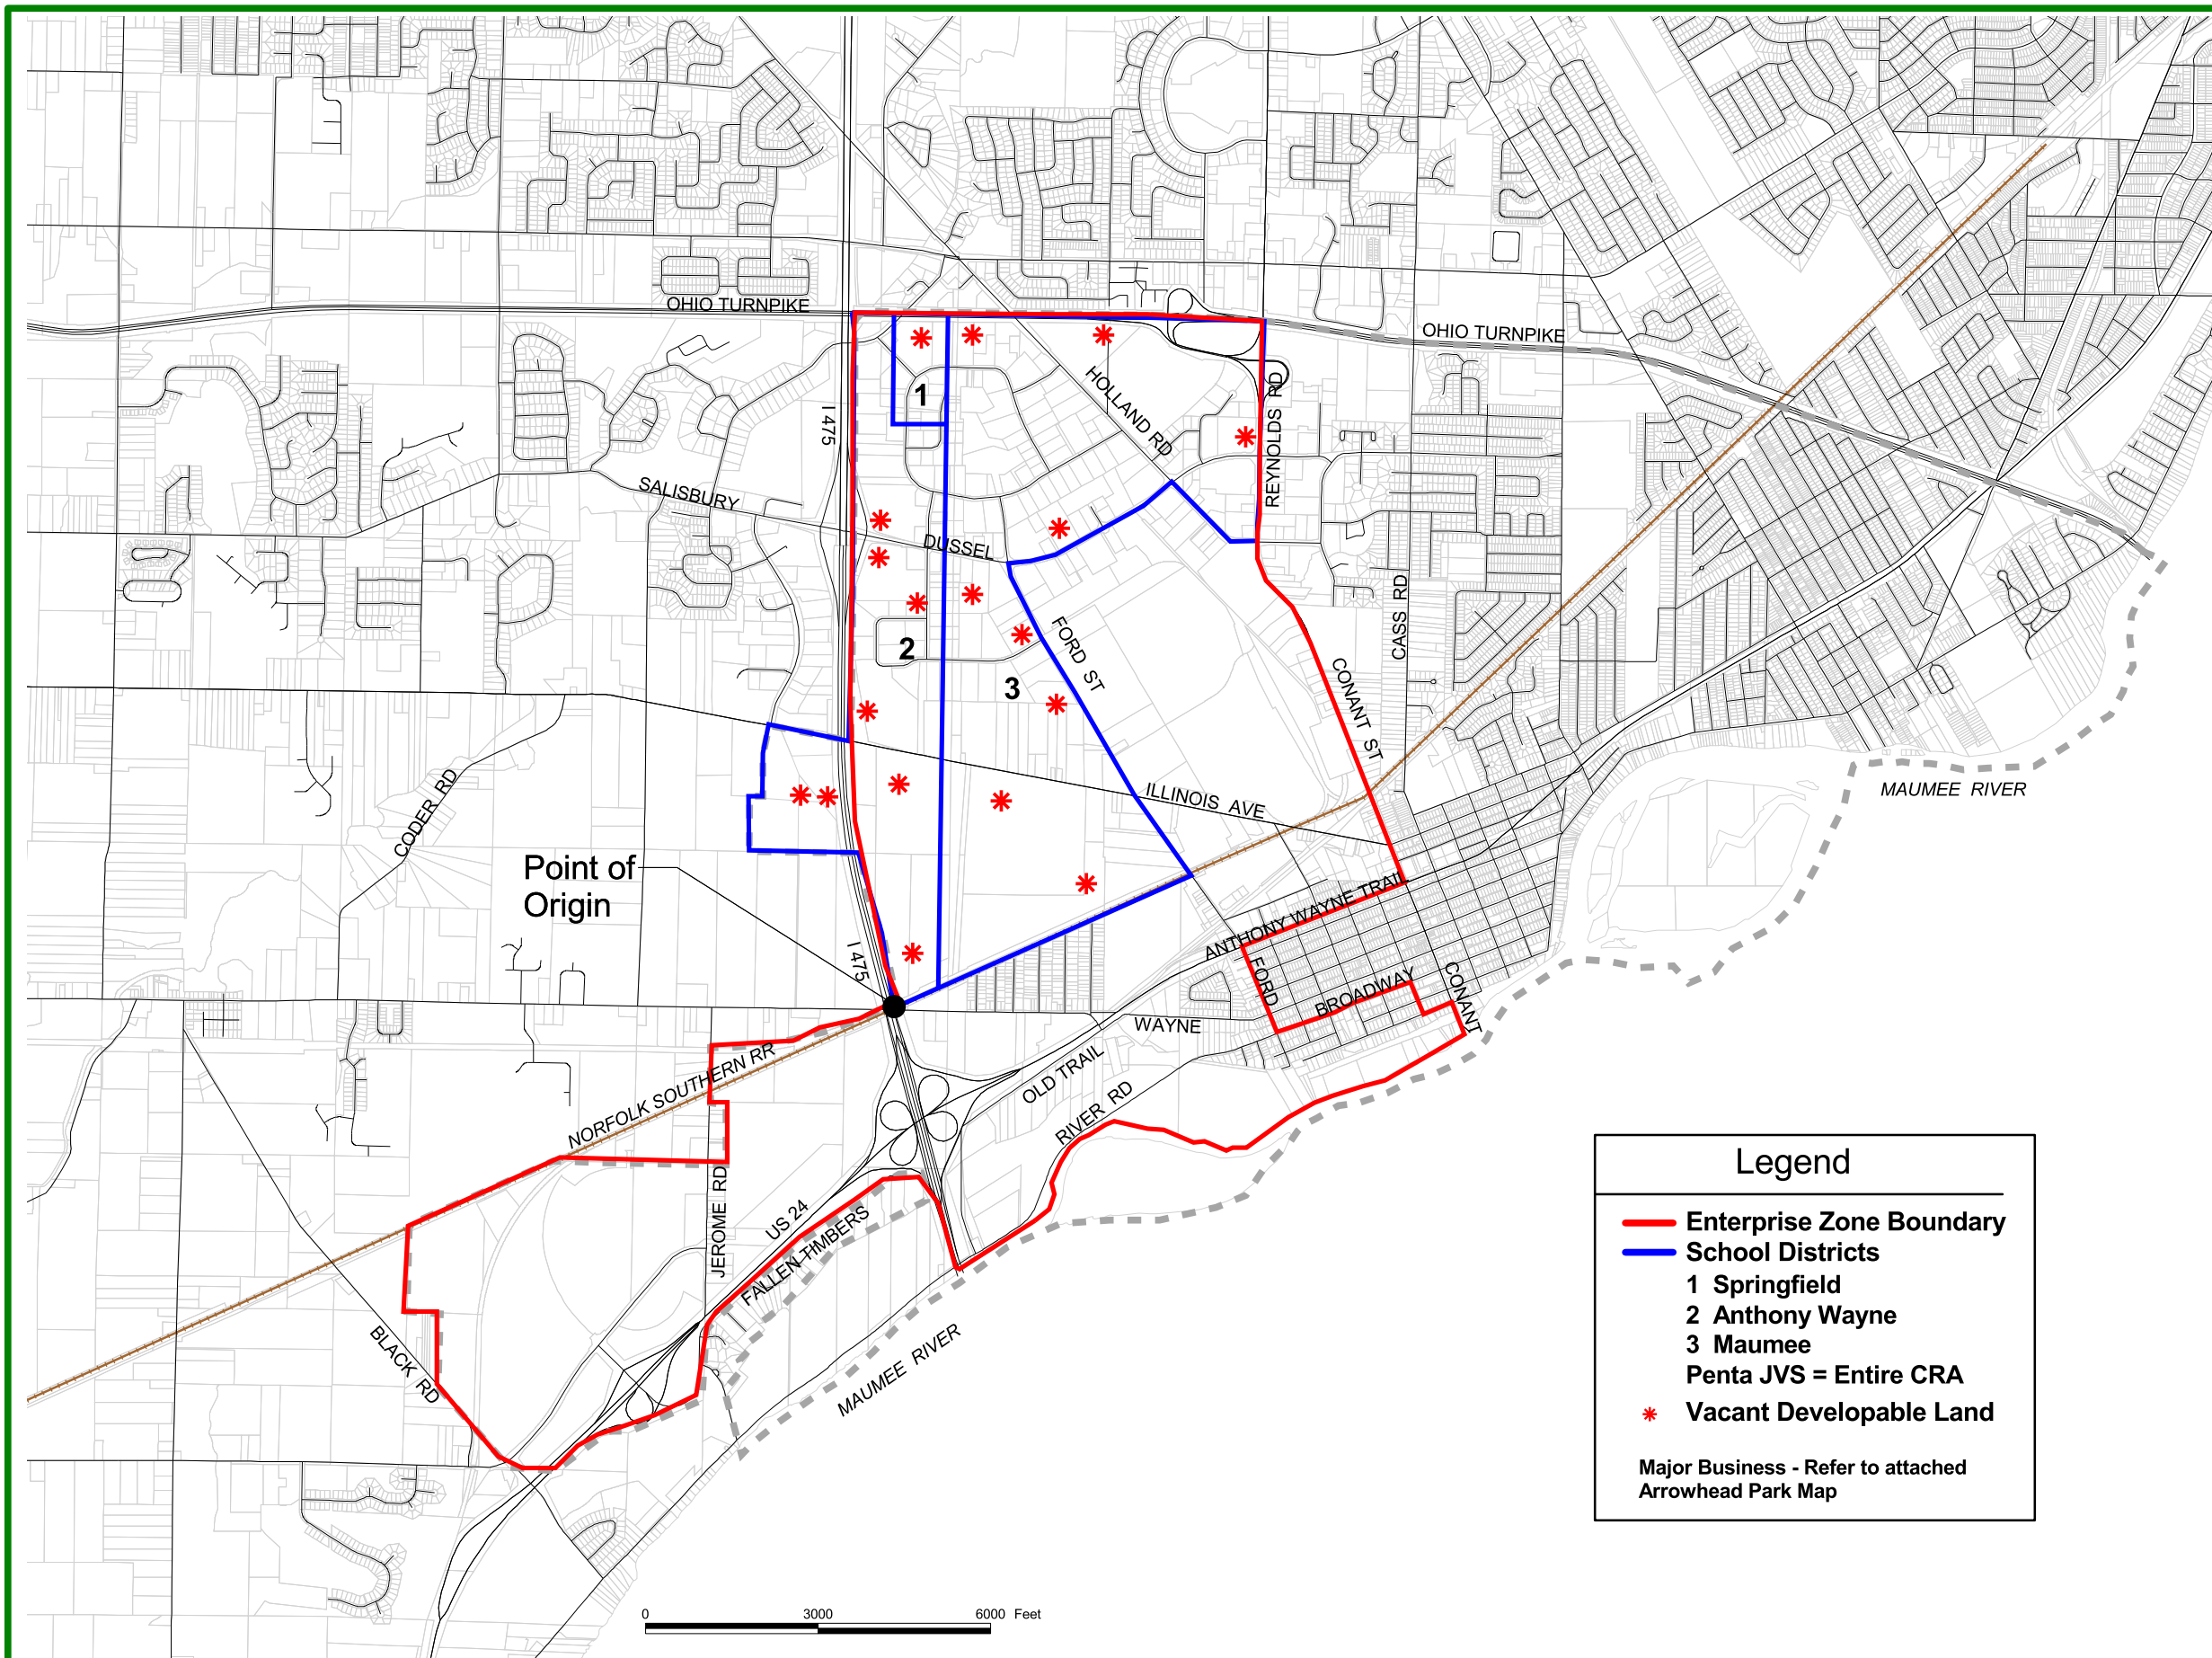 OHIO TURNPIKE
OHIO TURNPIKE
1
HOLLAND RD
REYNOLDS RD
I 475
SALISBURY
DUSSEL
2
3
FORD ST
CASS RD
CONANT ST
MAUMEE RIVER
CODER RD
ILLINOIS AVE
Point of
Origin
ANTHONY WAYNE TRAIL
I 475
FORD
BROADWAY
CONANT
WAYNE
NORFOLK SOUTHERN RR
OLD TRAIL
RIVER RD
JEROME RD
US 24
FALLEN TIMBERS
BLACK RD
MAUMEE RIVER
Legend
Enterprise Zone Boundary
School Districts
1 Springfield
2 Anthony Wayne
3 Maumee
Penta JVS = Entire CRA
Vacant Developable Land
Major Business - Refer to attached
Arrowhead Park Map
0 3000 6000 Feet